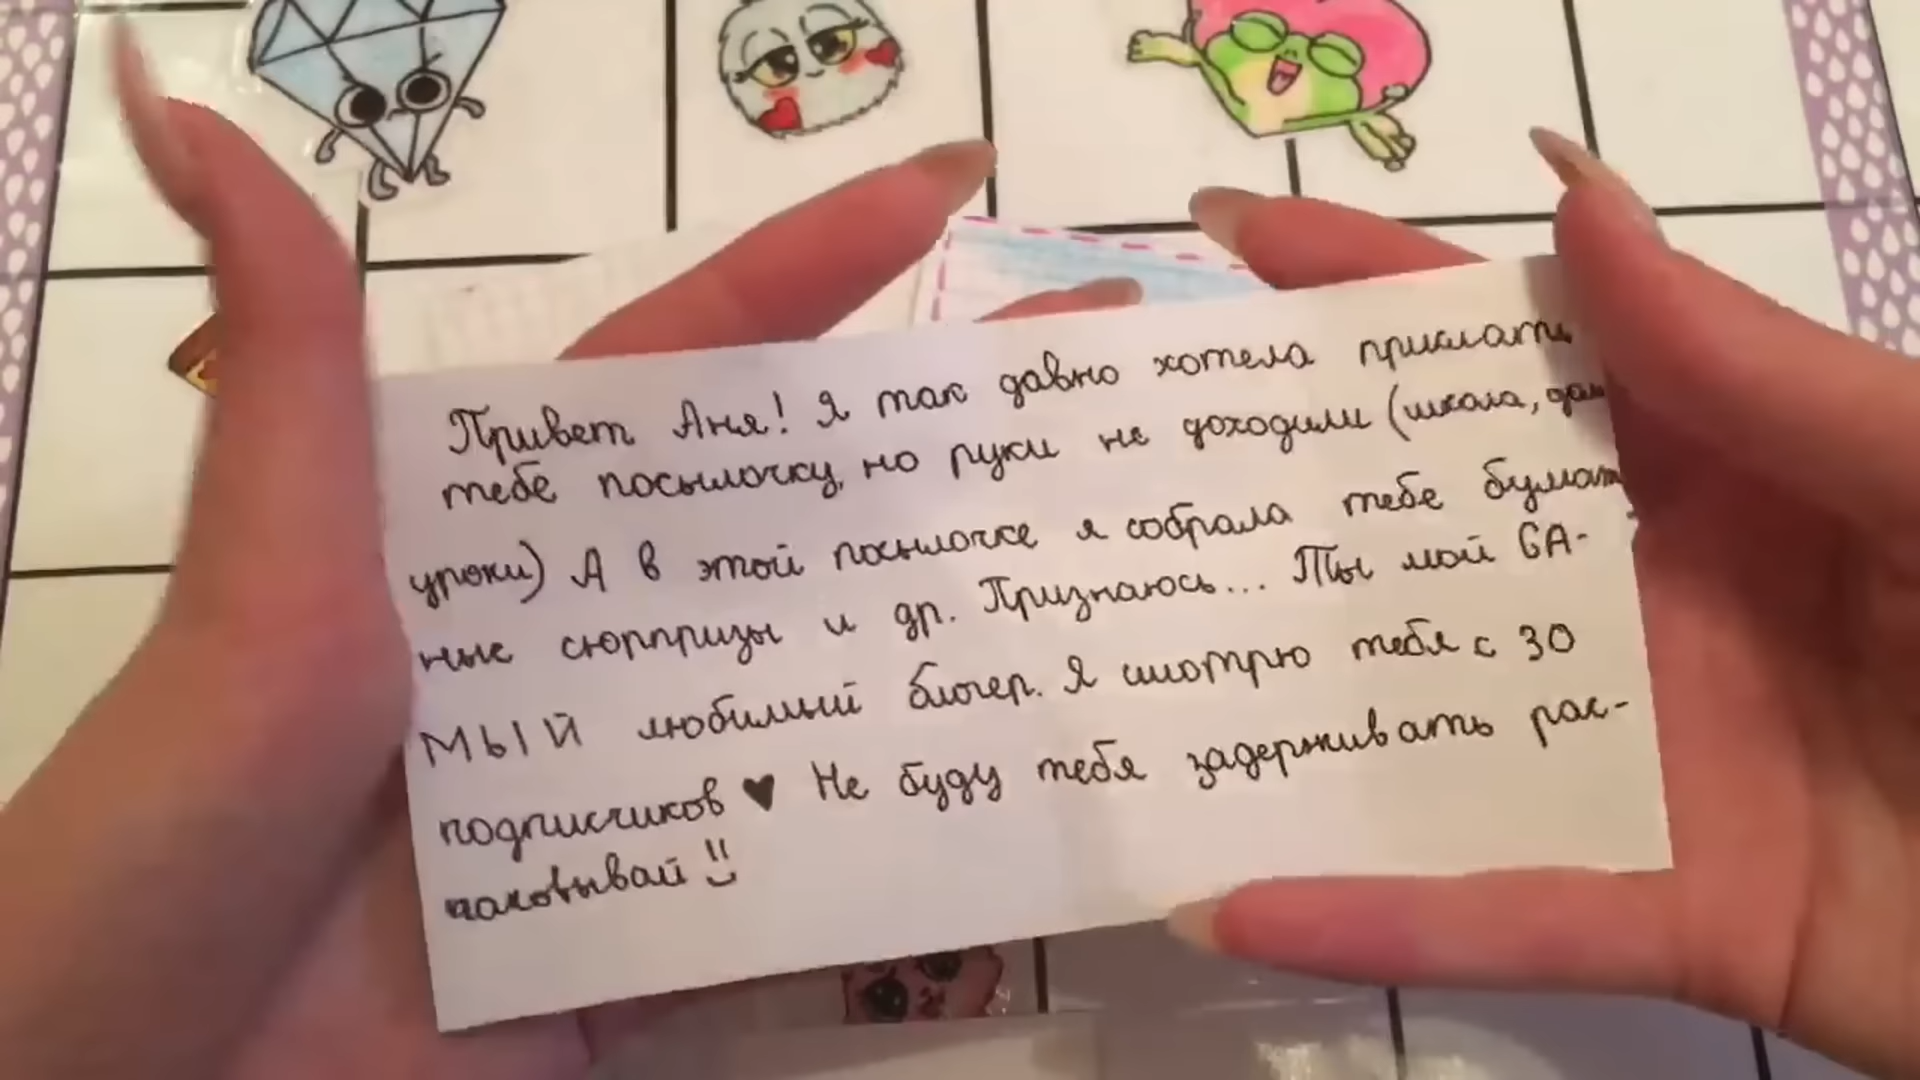 Привет Аня! Я так давно хотела прислать
тебе посылочку, но руки не доходили (школа,
уроки) А в этой посылочке я собрала тебе бумаж
ные сюрпризы и др. Признаюсь... Ты мой СА-
МЫЙ любимый блогер. Я смотрю тебя с 30
подписчиков ♥ Не буду тебя задерживать рас-
паковывай!!